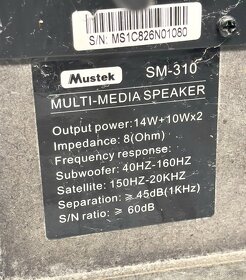 S/N: MS1C826N01080
Mustek SM-310
MULTI-MEDIA SPEAKER
Output power: 14W+10Wx2
Impedance: 8(Ohm)
Frequency response:
Subwoofer: 40HZ-160HZ
Satellite: 150HZ-20KHZ
Separation: ≥ 45dB(1KHz)
S/N ratio: ≥ 60dB